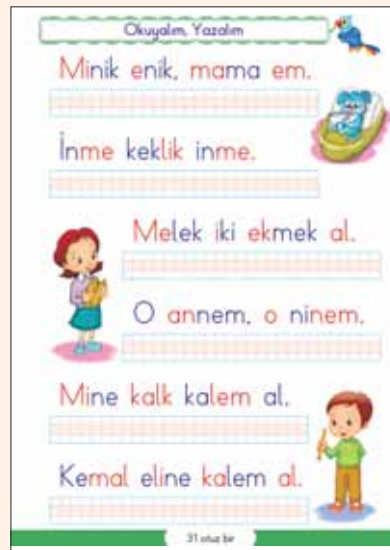 Okuyalım, Yazalım
Minik enik, mama em.
İnme keklik inme.
Melek iki ekmek al.
O annem, o ninem.
Mine kalk kalem al.
Kemal eline kalem al.
31 otuz bir